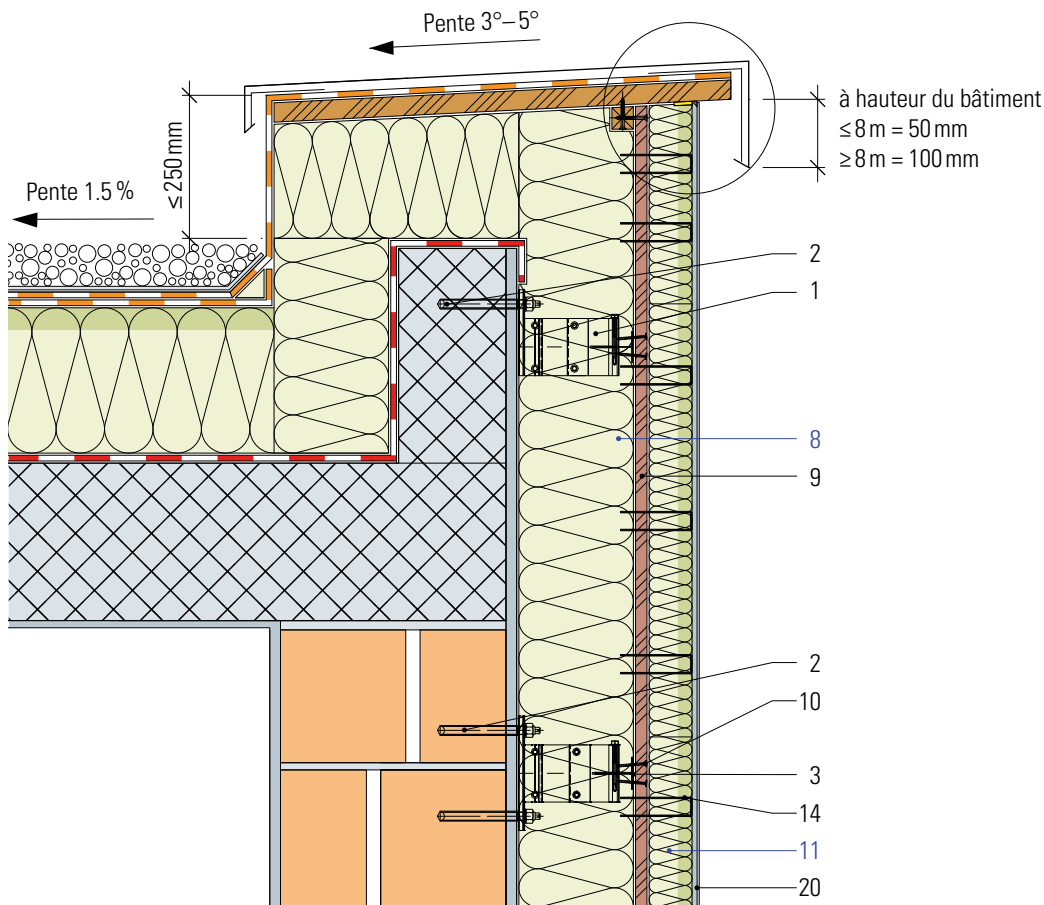 Pente 3°–5°
à hauteur du bâtiment
≤ 8 m = 50 mm
≥ 8 m = 100 mm
≤ 250 mm
Pente 1.5 %
2
1
8
9
2
10
3
14
11
20